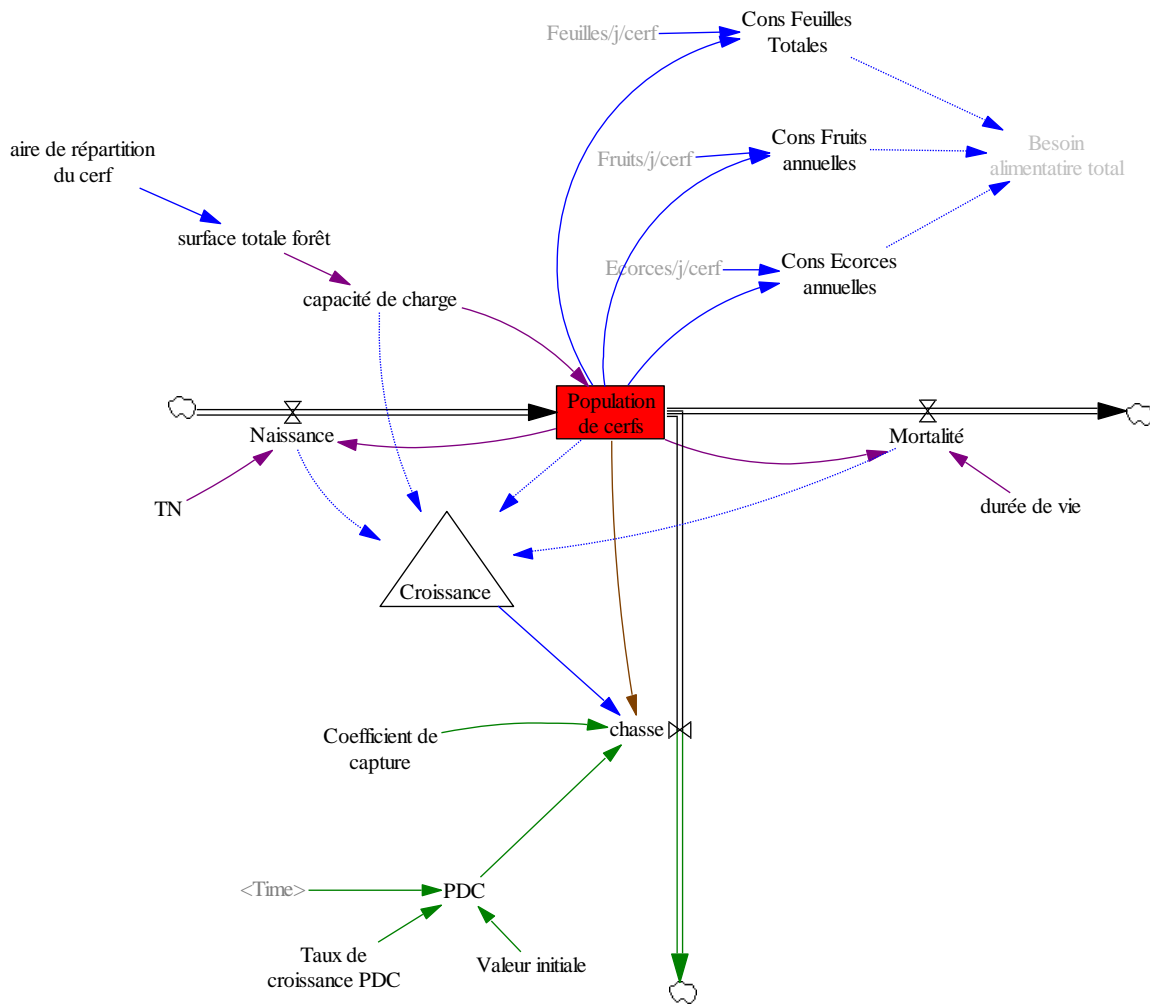 Cons Feuilles
Totales
Feuilles/j/cerf
Cons Fruits
annuelles
Fruits/j/cerf
Besoin
alimentaire total
aire de répartition
du cerf
surface totale forêt
Cons Ecorces
annuelles
Ecorces/j/cerf
capacité de charge
Population
de cerfs
Naissance
Mortalité
TN
durée de vie
Croissance
chasse
Coefficient de
capture
<Time>
PDC
Taux de
croissance PDC
Valeur initiale